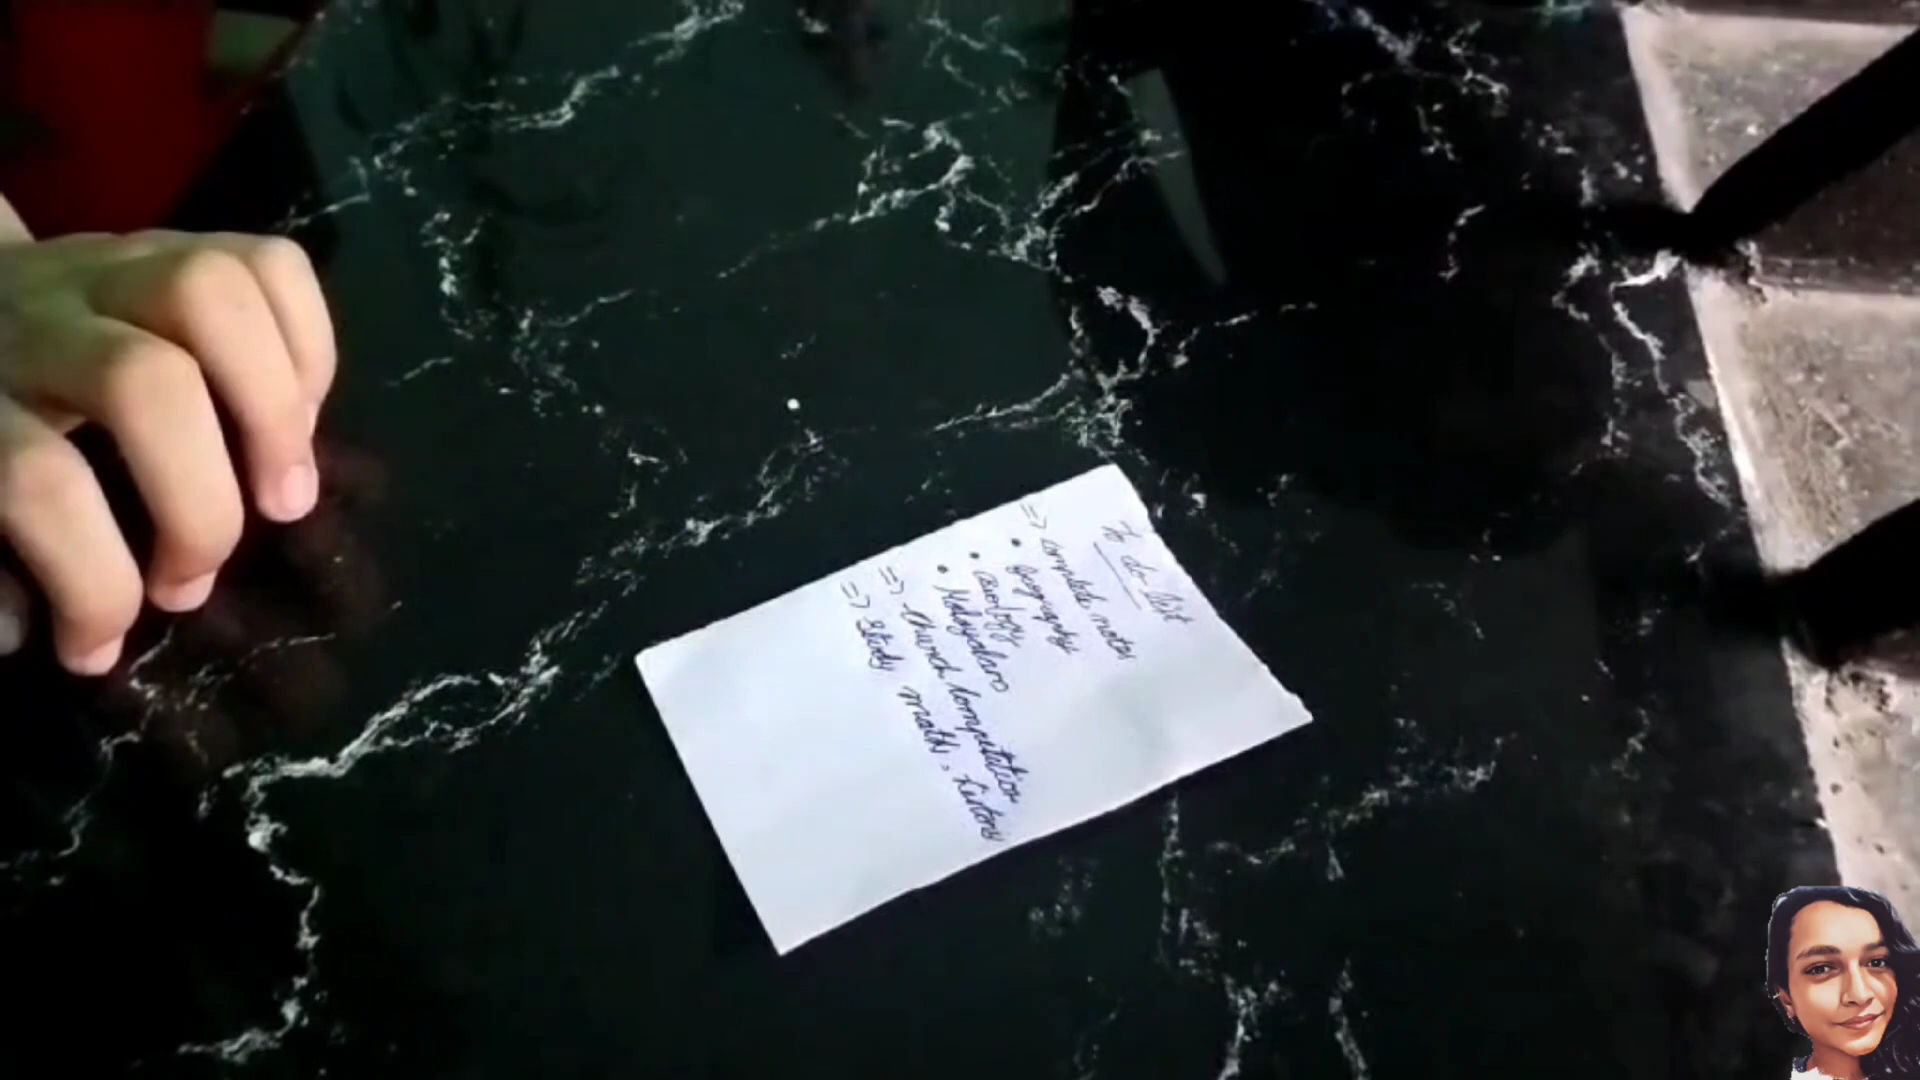 To do list
=> complete notes
• geography
• Biology
• Malayalam
=> Church Competition
=> Study maths, History